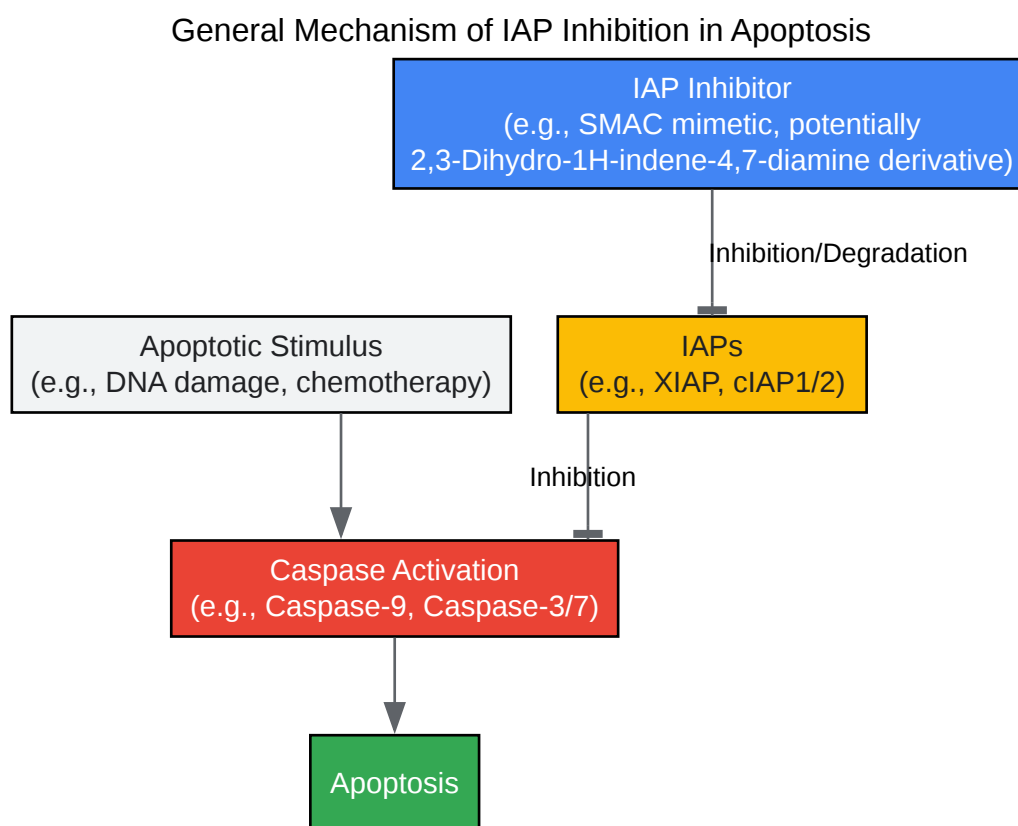 General Mechanism of IAP Inhibition in Apoptosis
IAP Inhibitor
(e.g., SMAC mimetic, potentially
2,3-Dihydro-1H-indene-4,7-diamine derivative)
Inhibition/Degradation
Apoptotic Stimulus
(e.g., DNA damage, chemotherapy)
IAPs
(e.g., XIAP, cIAP1/2)
Inhibition
Caspase Activation
(e.g., Caspase-9, Caspase-3/7)
Apoptosis